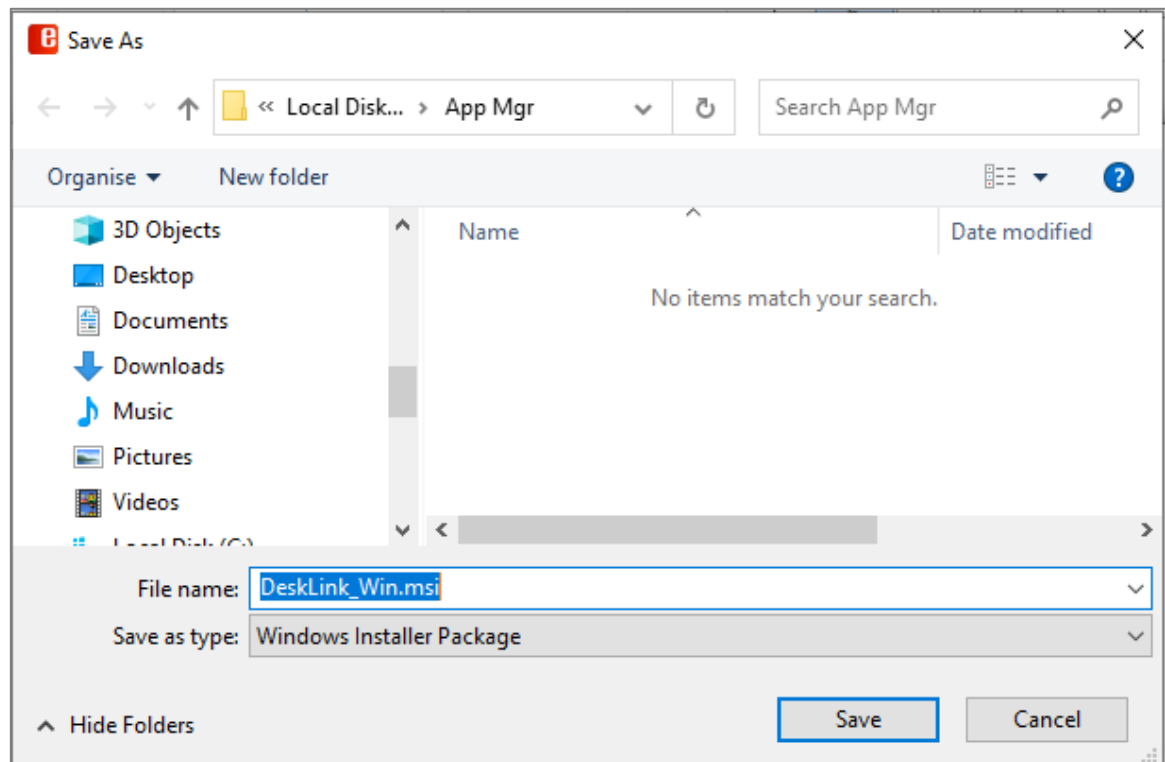 Save As
« Local Disk... › App Mgr
Search App Mgr
Organise
New folder
?
3D Objects
Name
Date modified
Desktop
No items match your search.
Documents
Downloads
Music
Pictures
Videos
Local Disk (C:)
File name: DeskLink_Win.msi
Save as type: Windows Installer Package
Hide Folders
Save
Cancel